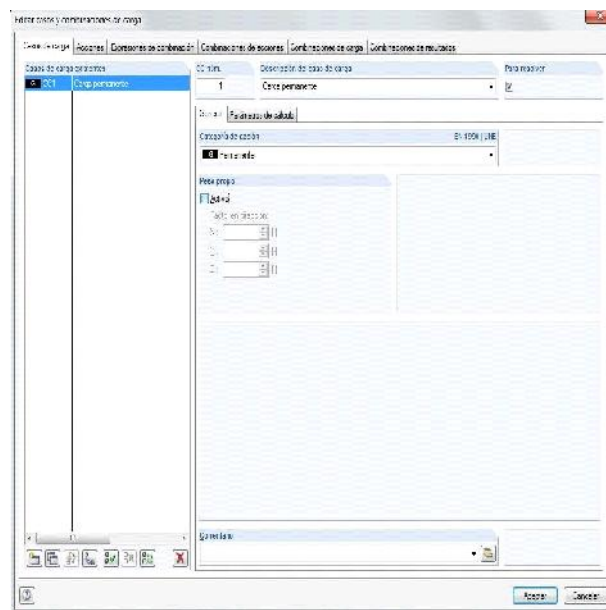 Editar casos y combinaciones de carga
Casos de carga Acciones Expresiones de combinación Combinaciones de acciones Combinaciones de carga Combinaciones de resultados
Casos de carga existentes
G CC1 Carga permanente
CC núm.
1
Descripción del caso de carga
Carga permanente
Para resolver
General Parámetros de cálculo
Categoría de acción
EN 1990 | UNE
G Permanente
Peso propio
Activo
Factor en dirección:
Comentario
Aceptar Cancelar